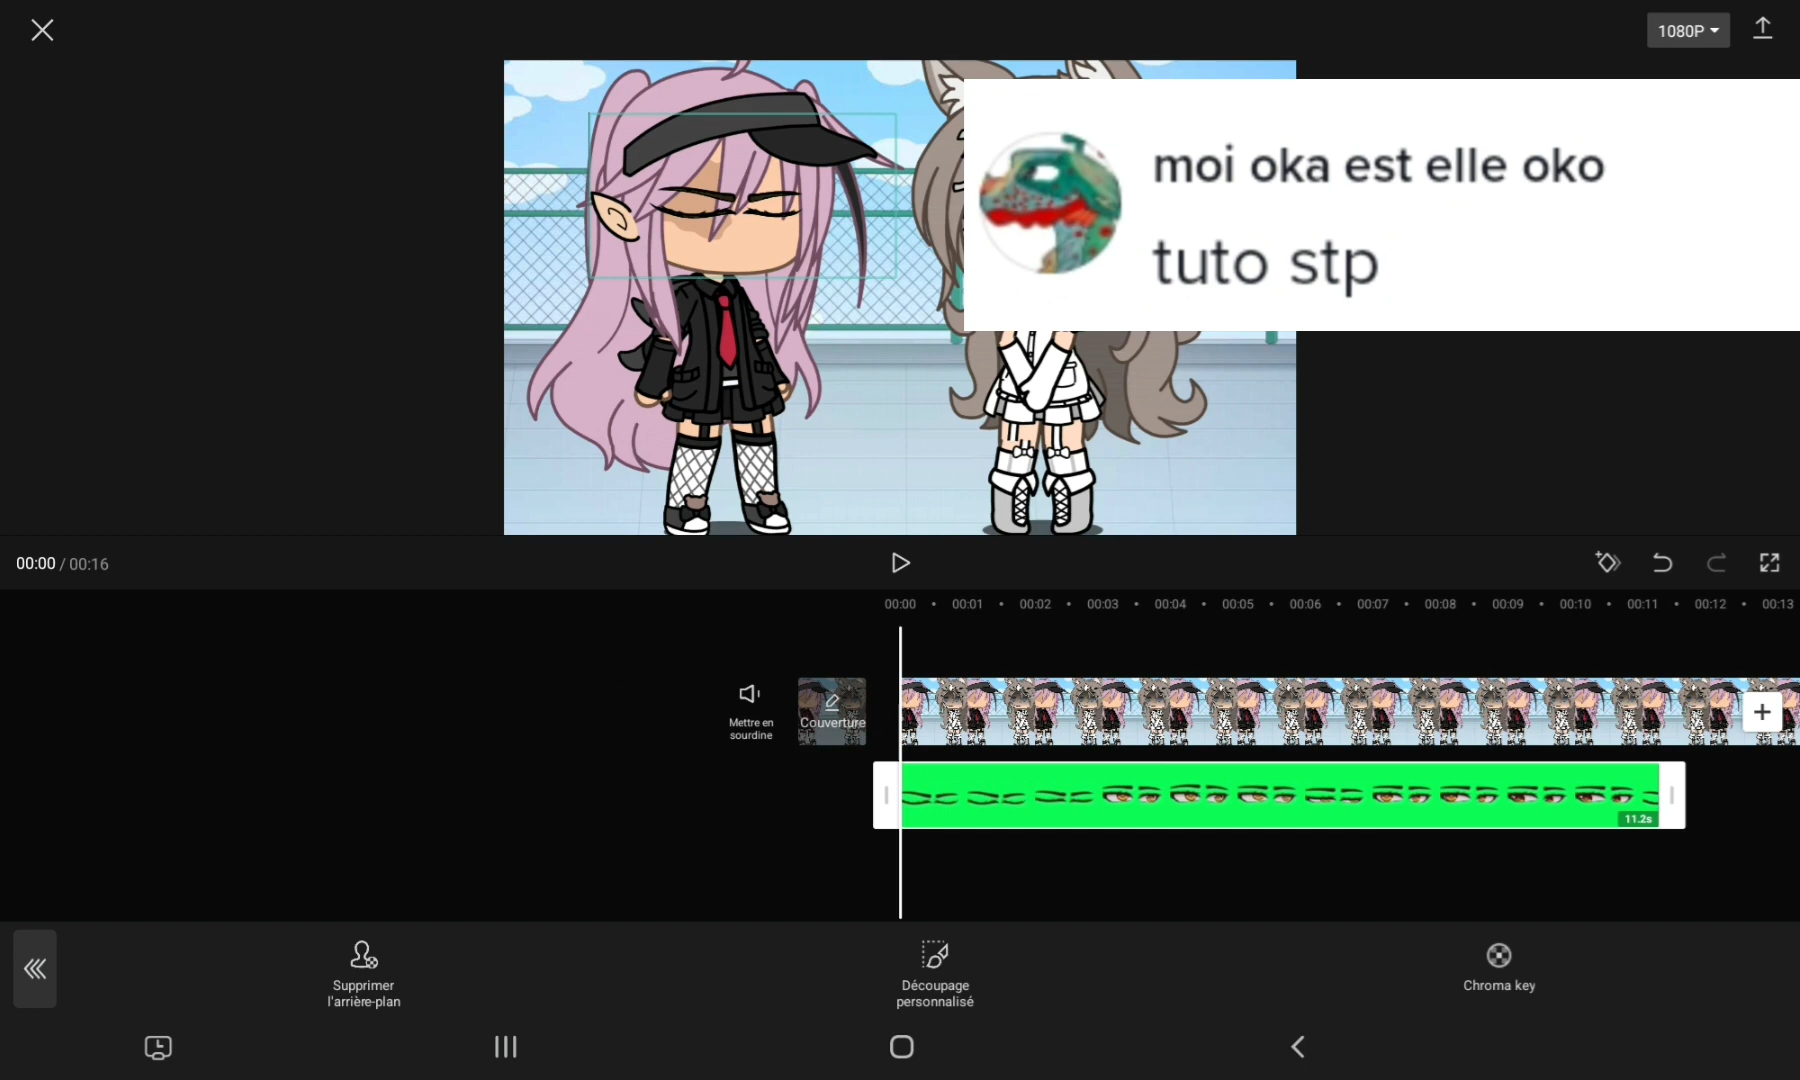 1080P
moi oka est elle oko
tuto stp
00:00 / 00:16
00:00 00:01 00:02 00:03 00:04 00:05 00:06 00:07 00:08 00:09 00:10 00:11 00:12 00:13
Mettre en
sourdine
Couverture
11.2s
Supprimer
l'arrière-plan
Découpage
personnalisé
Chroma key